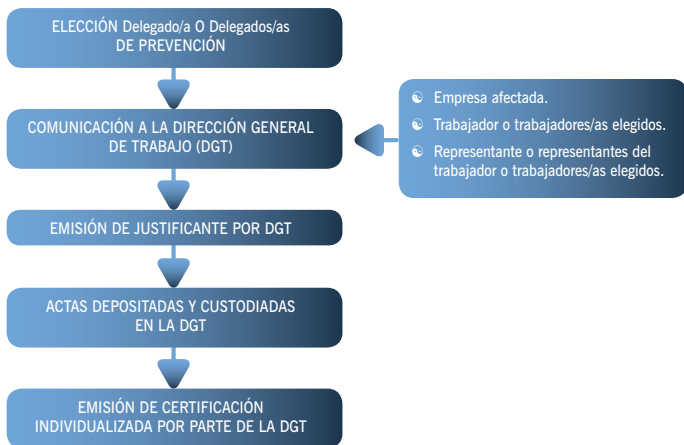 ELECCIÓN Delegado/a O Delegados/as
DE PREVENCIÓN
COMUNICACIÓN A LA DIRECCIÓN GENERAL
DE TRABAJO (DGT)
Empresa afectada.
Trabajador o trabajadores/as elegidos.
Representante o representantes del
trabajador o trabajadores/as elegidos.
EMISIÓN DE JUSTIFICANTE POR DGT
ACTAS DEPOSITADAS Y CUSTODIADAS
EN LA DGT
EMISIÓN DE CERTIFICACIÓN
INDIVIDUALIZADA POR PARTE DE LA DGT